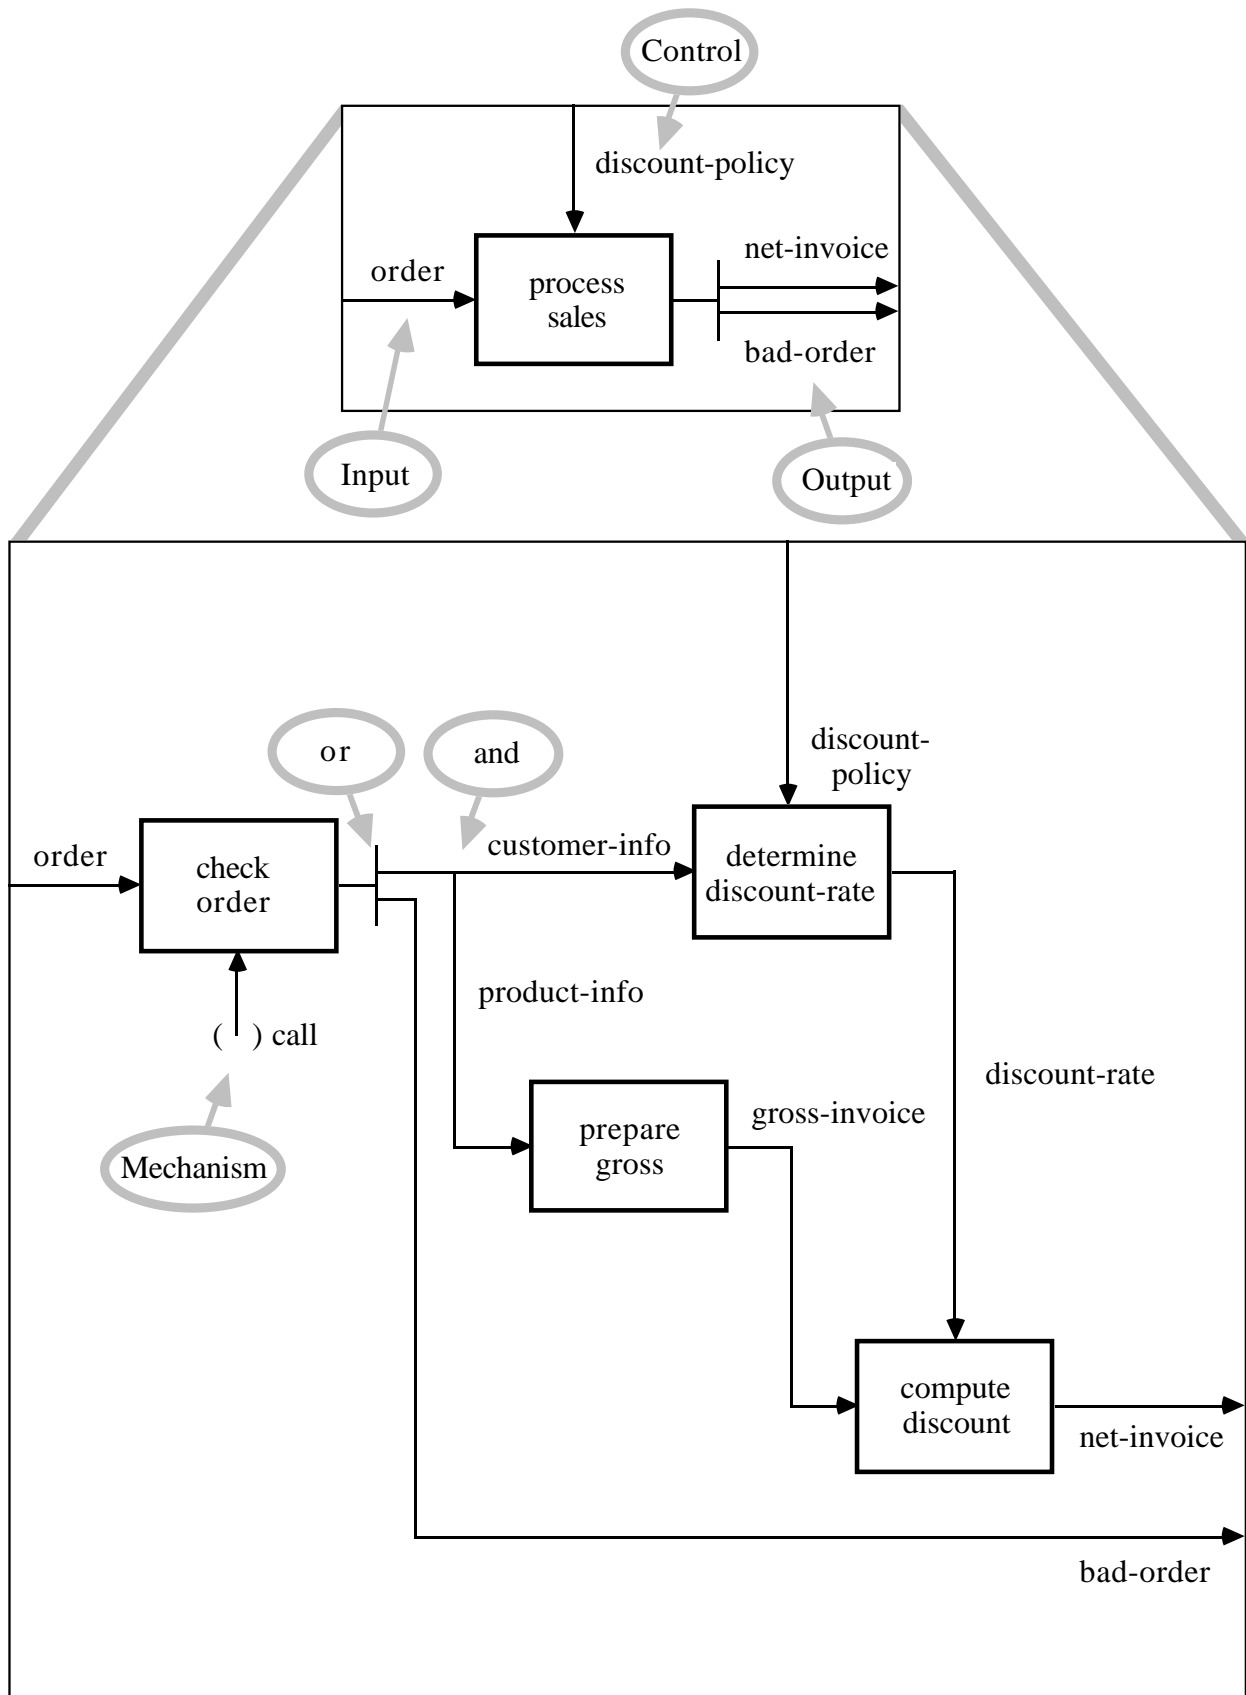 Control
discount-policy
net-invoice
order
process
sales
bad-order
Input
Output
or
and
discount-
policy
customer-info
order
check
order
determine
discount-rate
product-info
( ) call
discount-rate
gross-invoice
prepare
gross
Mechanism
compute
discount
net-invoice
bad-order